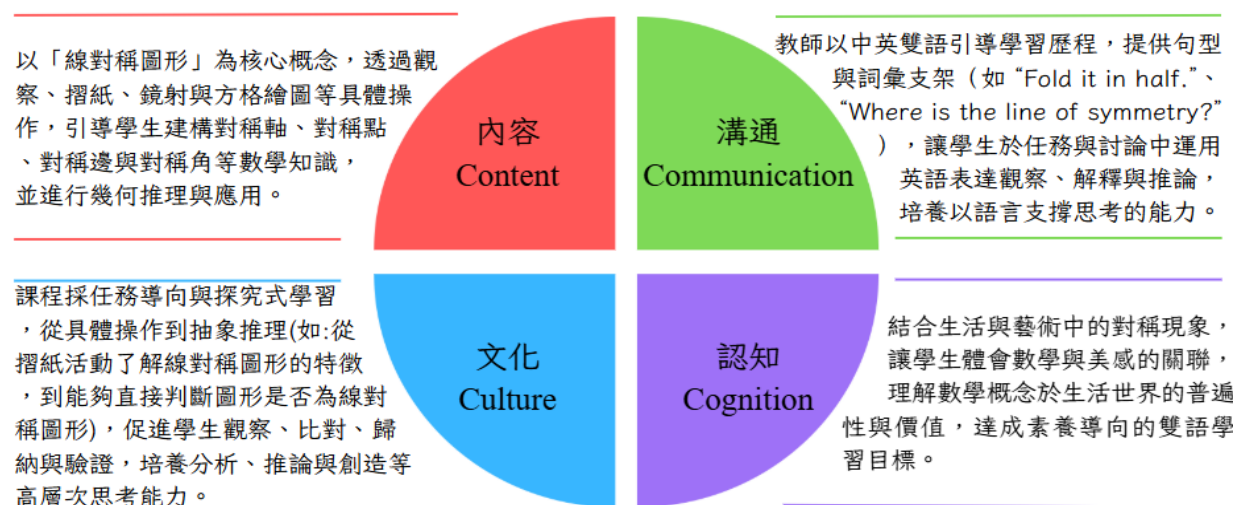 以「線對稱圖形」為核心概念，透過觀
察、摺紙、鏡射與方格繪圖等具體操
作，引導學生建構對稱軸、對稱點
、對稱邊與對稱角等數學知識，
並進行幾何推理與應用。
內容
Content
溝通
Communication
教師以中英雙語引導學習歷程，提供句型
與詞彙支架（如 “Fold it in half.”、
“Where is the line of symmetry?”
），讓學生於任務與討論中運用
英語表達觀察、解釋與推論，
培養以語言支撐思考的能力。
課程採任務導向與探究式學習
，從具體操作到抽象推理(如:從
摺紙活動了解線對稱圖形的特徵
，到能夠直接判斷圖形是否為線對
稱圖形)，促進學生觀察、比對、歸
納與驗證，培養分析、推論與創造等
高層次思考能力。
文化
Culture
認知
Cognition
結合生活與藝術中的對稱現象，
讓學生體會數學與美感的關聯，
理解數學概念於生活世界的普遍
性與價值，達成素養導向的雙語學
習目標。